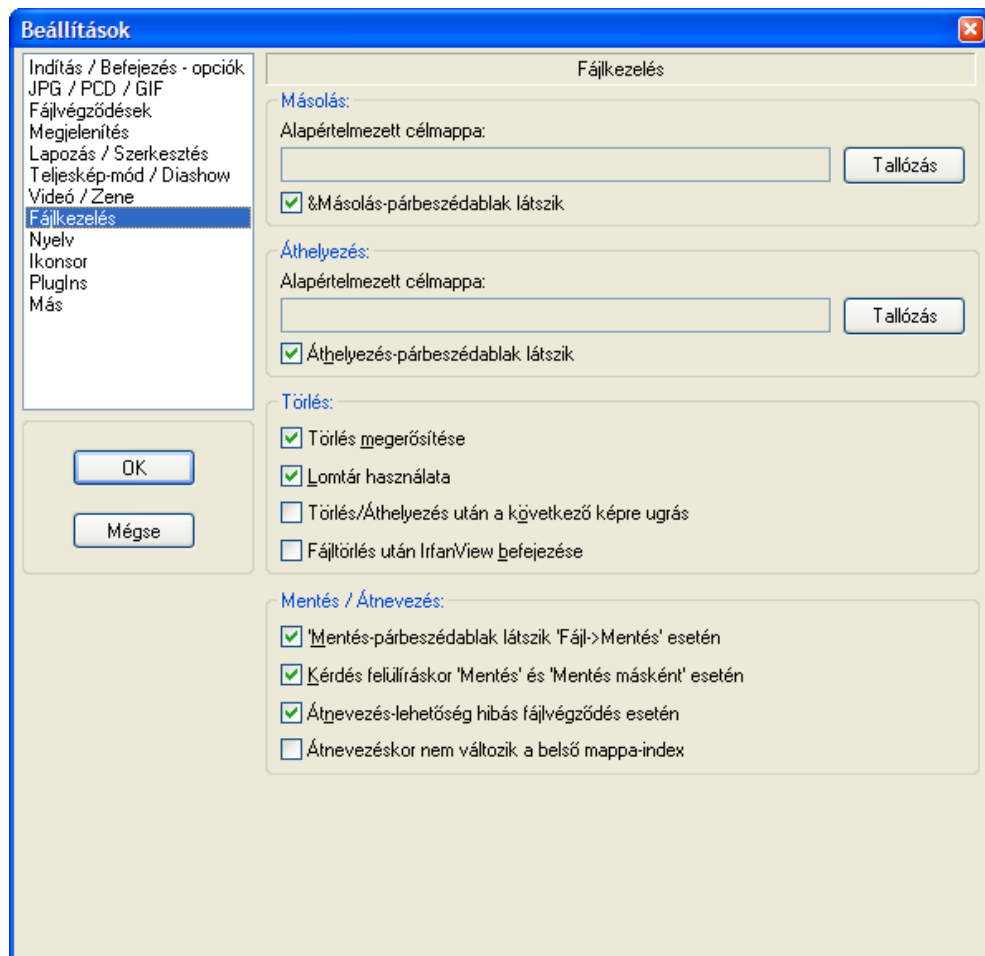 Beállítások
Indítás / Befejezés - opciók
JPG / PCD / GIF
Fájlvégződések
Megjelenítés
Lapozás / Szerkesztés
Teljeskép-mód / Diashow
Videó / Zene
Fájlkezelés
Nyelv
Ikonsor
PlugIns
Más
OK
Mégse
Fájlkezelés
Másolás:
Alapértelmezett célmappa:
Tallózás
&Másolás-párbeszédablak látszik
Áthelyezés:
Alapértelmezett célmappa:
Tallózás
Áthelyezés-párbeszédablak látszik
Törlés:
Törlés megerősítése
Lomtár használata
Törlés/Áthelyezés után a következő képre ugrás
Fájltörlés után IrfanView befejezése
Mentés / Átnevezés:
'Mentés-párbeszédablak látszik 'Fájl->Mentés' esetén
Kérdés felülíráskor 'Mentés' és 'Mentés másként' esetén
Átnevezés-lehetőség hibás fájlvégződés esetén
Átnevezéskor nem változik a belső mappa-index